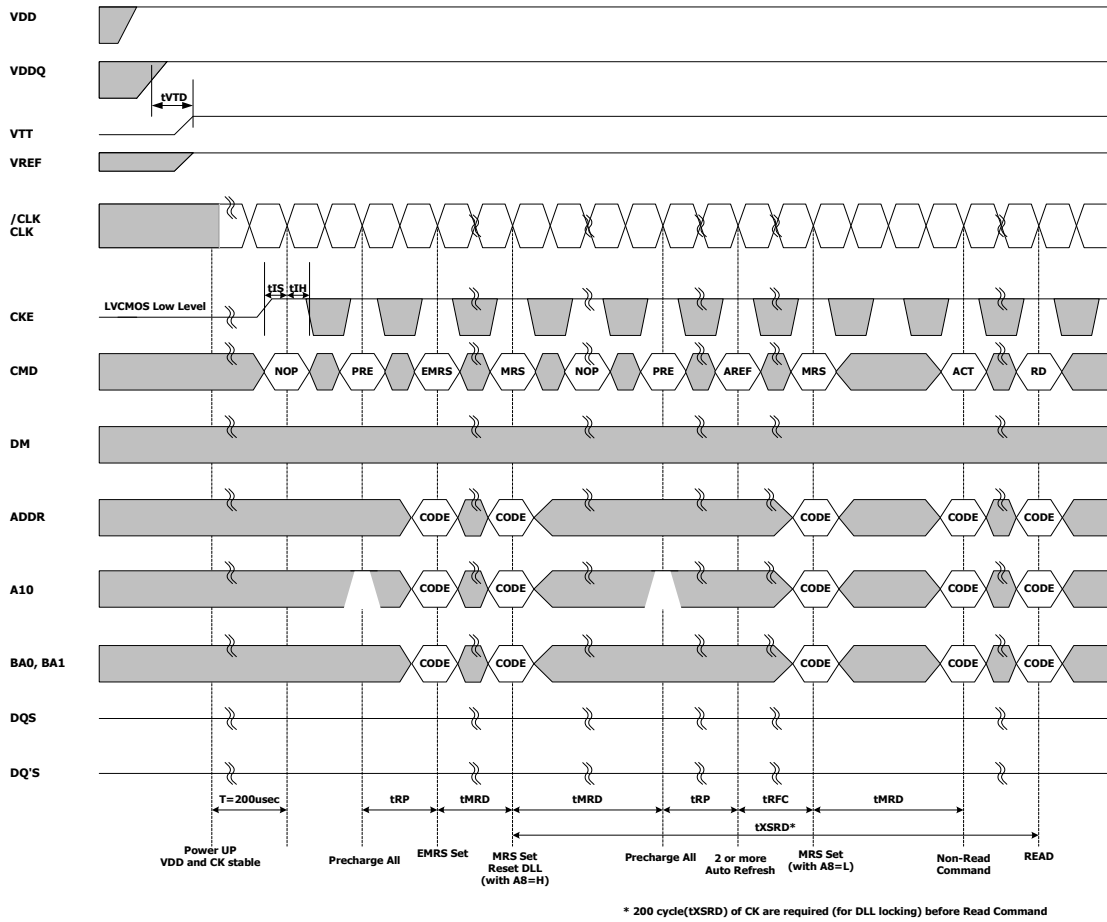 VDD
VDDQ
tVTD
VTT
VREF
/CLK
CLK
tIS tIH
LVCMOS Low Level
CKE
CMD NOP PRE EMRS MRS NOP PRE AREF MRS ACT RD
DM
ADDR CODE CODE CODE CODE CODE
A10 CODE CODE CODE CODE CODE
BA0, BA1 CODE CODE CODE CODE CODE
DQS
DQ'S
T=200usec tRP tMRD tMRD tRP tRFC tMRD
tXSRD*
Power UP
VDD and CK stable
Precharge All
EMRS Set
MRS Set
Reset DLL
(with A8=H)
Precharge All
2 or more
Auto Refresh
MRS Set
(with A8=L)
Non-Read
Command
READ
* 200 cycle(tXSRD) of CK are required (for DLL locking) before Read Command